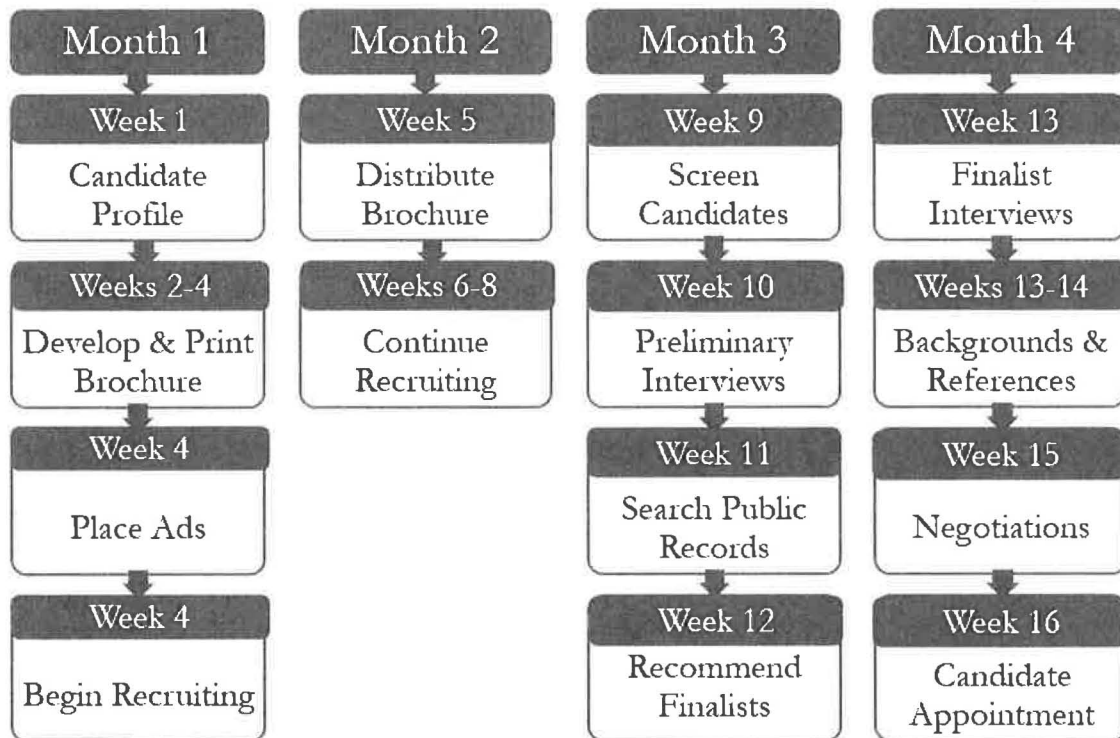 Month 1
Week 1
Candidate
Profile
Weeks 2-4
Develop & Print
Brochure
Week 4
Place Ads
Week 4
Begin Recruiting
Month 2
Week 5
Distribute
Brochure
Weeks 6-8
Continue
Recruiting
Month 3
Week 9
Screen
Candidates
Week 10
Preliminary
Interviews
Week 11
Search Public
Records
Week 12
Recommend
Finalists
Month 4
Week 13
Finalist
Interviews
Weeks 13-14
Backgrounds &
References
Week 15
Negotiations
Week 16
Candidate
Appointment